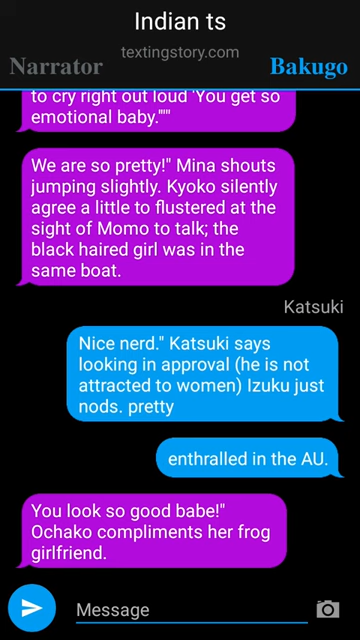 Indian ts
textingstory.com
Narrator
Bakugo
to cry right out loud 'You get so
emotional baby.'""
We are so pretty!" Mina shouts
jumping slightly. Kyoko silently
agree a little to flustered at the
sight of Momo to talk; the
black haired girl was in the
same boat.
Katsuki
Nice nerd." Katsuki says
looking in approval (he is not
attracted to women) Izuku just
nods. pretty
enthralled in the AU.
You look so good babe!"
Ochako compliments her frog
girlfriend.
Message